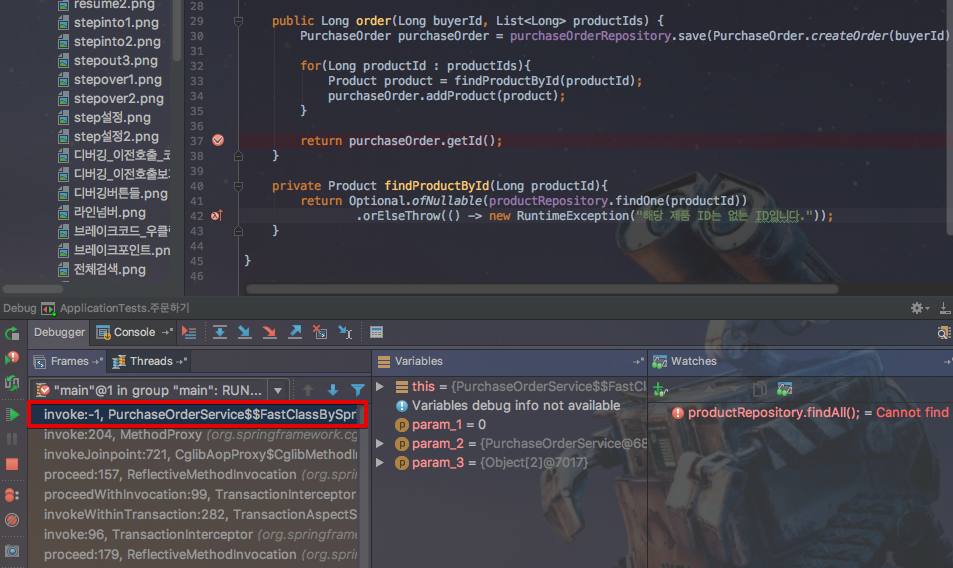 resume2.png
stepinto1.png
stepinto2.png
stepout3.png
stepover1.png
stepover2.png
step설정.png
step설정2.png
디버깅_이전호출_코
디버깅_이전호출보기
디버깅버튼들.png
라인넘버.png
브레이크코드_우클릭
브레이크포인트.pn
전체검색.png
28
29 public Long order(Long buyerId, List<Long> productIds) {
30 PurchaseOrder purchaseOrder = purchaseOrderRepository.save(PurchaseOrder.createOrder(buyerId)
31
32 for(Long productId : productIds){
33 Product product = findProductById(productId);
34 purchaseOrder.addProduct(product);
35 }
36
37 return purchaseOrder.getId();
38 }
39
40 private Product findProductById(Long productId){
41 return Optional.ofNullable(productRepository.findOne(productId))
42 .orElseThrow(() -> new RuntimeException("해당 제품 ID는 없는 ID입니다."));
43 }
44
45 }
46
Debug ApplicationTests.주문하기
Debugger Console
Frames Threads
"main"@1 in group "main": RUN...
invoke:-1, PurchaseOrderService$$FastClassBySpr
invoke:204, MethodProxy (org.springframework.cg
invokeJoinpoint:721, CglibAopProxy$CglibMethodIn
proceed:157, ReflectiveMethodInvocation (org.spri
proceedWithInvocation:99, TransactionInterceptor
invokeWithinTransaction:282, TransactionAspectS
invoke:96, TransactionInterceptor (org.springfram
proceed:179, ReflectiveMethodInvocation (org.spri
Variables
this = {PurchaseOrderService$$FastCl
Variables debug info not available
param_1 = 0
param_2 = {PurchaseOrderService@68
param_3 = {Object[2]@7017}
Watches
productRepository.findAll(); = Cannot find